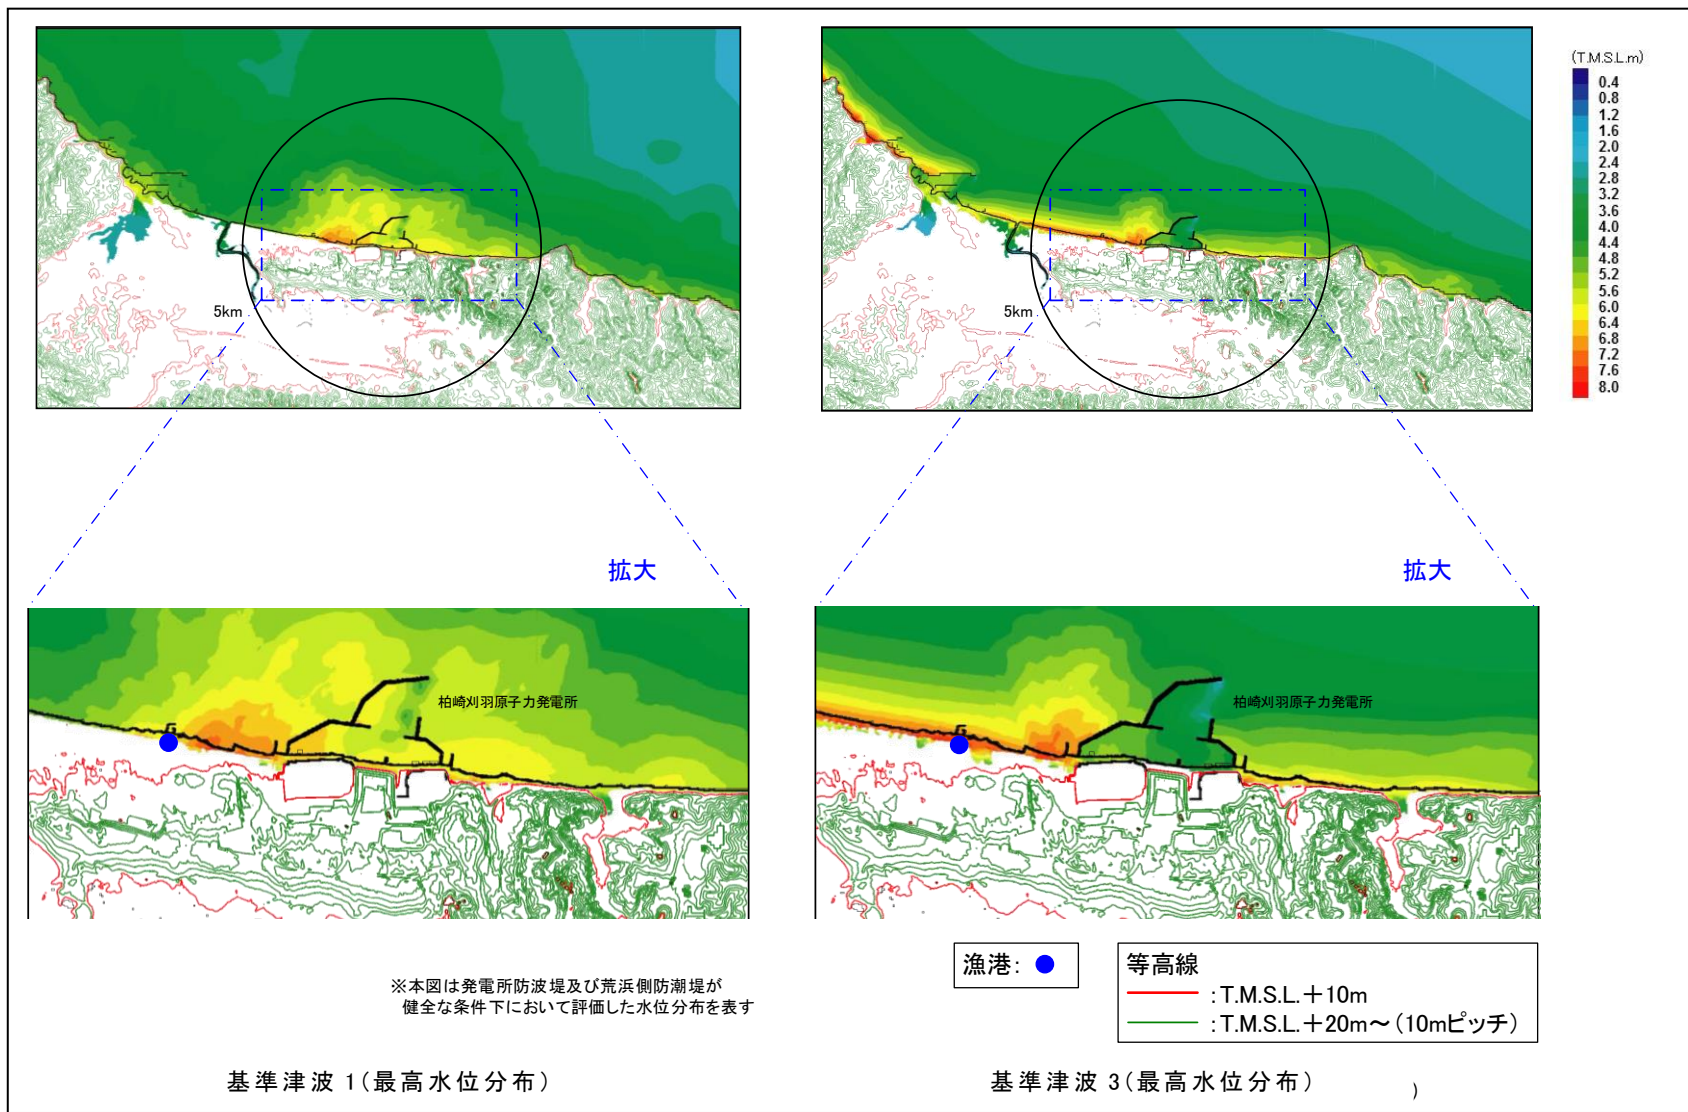 (T.M.S.L.m)
0.4
0.8
1.2
1.6
2.0
2.4
2.8
3.2
3.6
4.0
4.4
4.8
5.2
5.6
6.0
6.4
6.8
7.2
7.6
8.0
5km
5km
拡大
拡大
柏崎刈羽原子力発電所
柏崎刈羽原子力発電所
漁港:
等高線
:T.M.S.L.+10m
:T.M.S.L.+20m～(10mピッチ)
※本図は発電所防波堤及び荒浜側防潮堤が
健全な条件下において評価した水位分布を表す
基準津波 1(最高水位分布)
基準津波 3(最高水位分布)
)